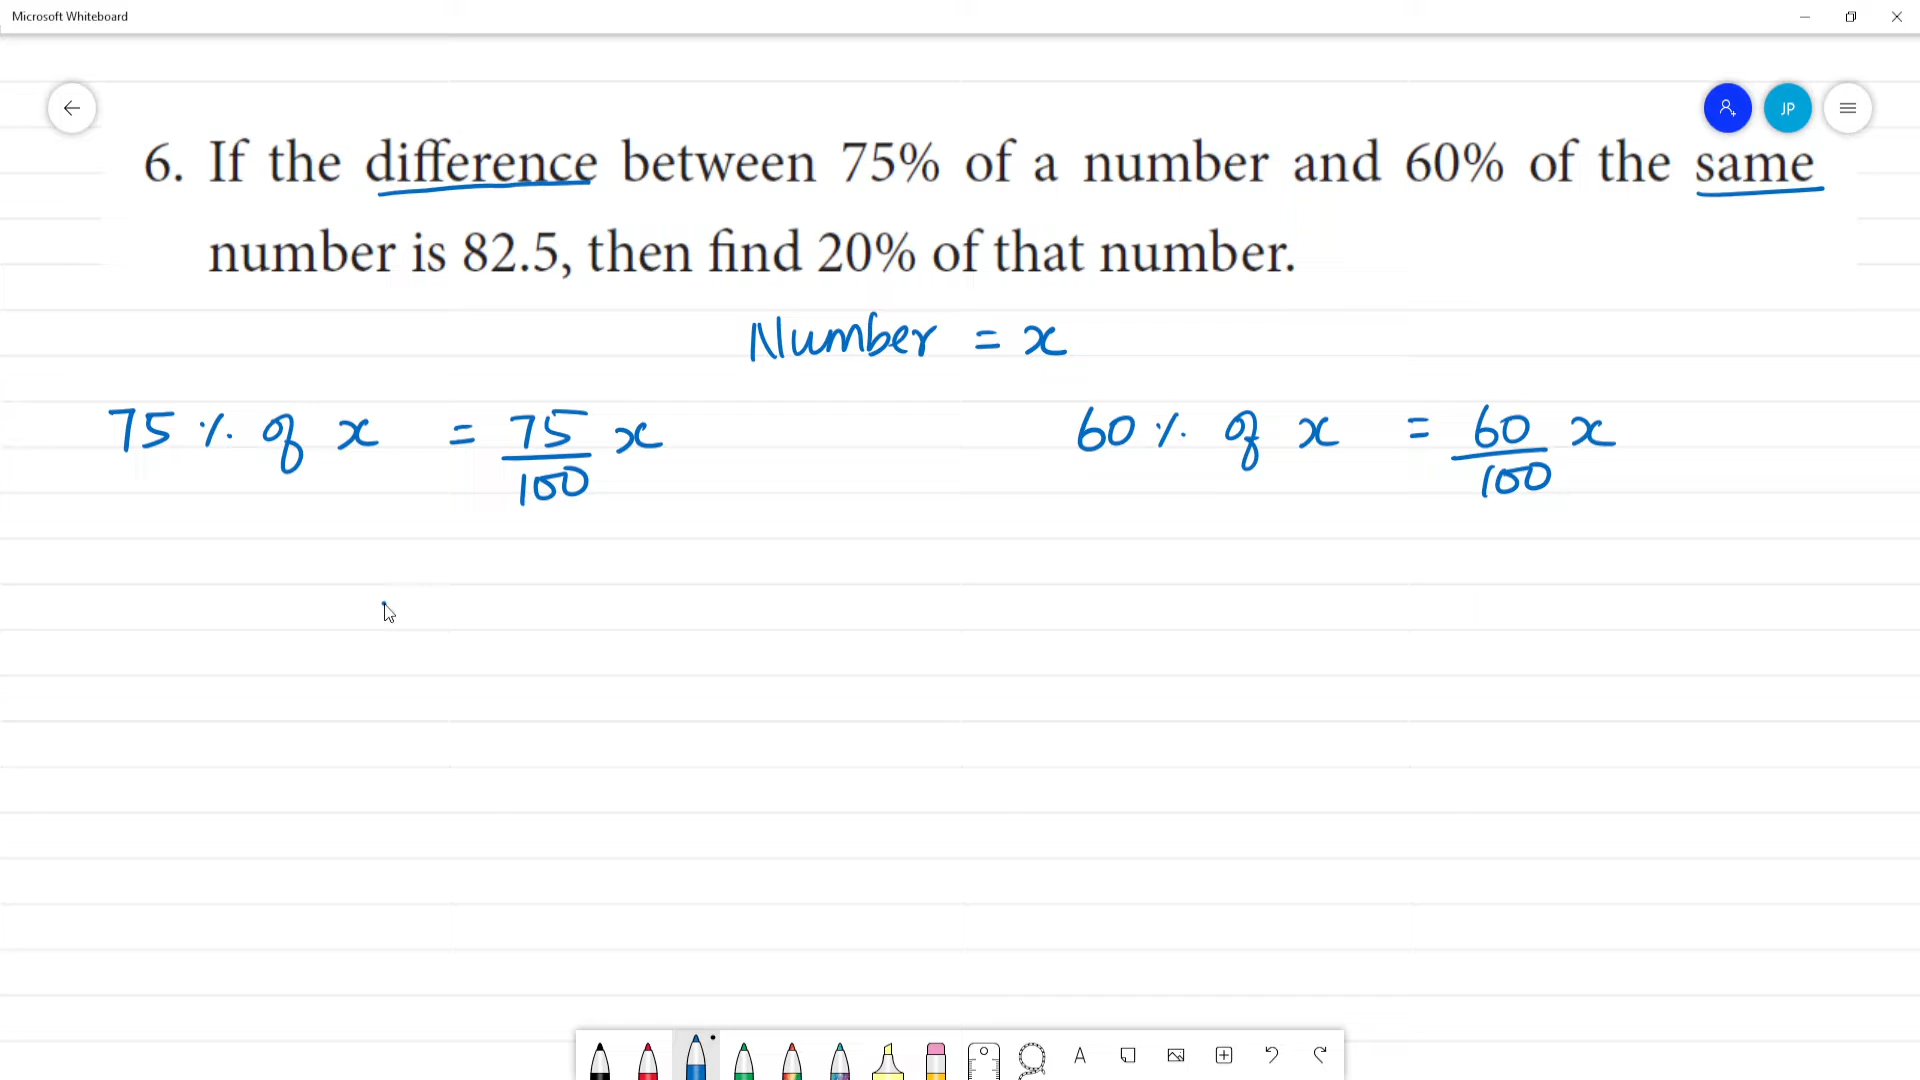 Microsoft Whiteboard
JP
6. If the difference between 75% of a number and 60% of the same
number is 82.5, then find 20% of that number.
Number = x
75 % of x = 75/100 x
60 % of x = 60/100 x
A